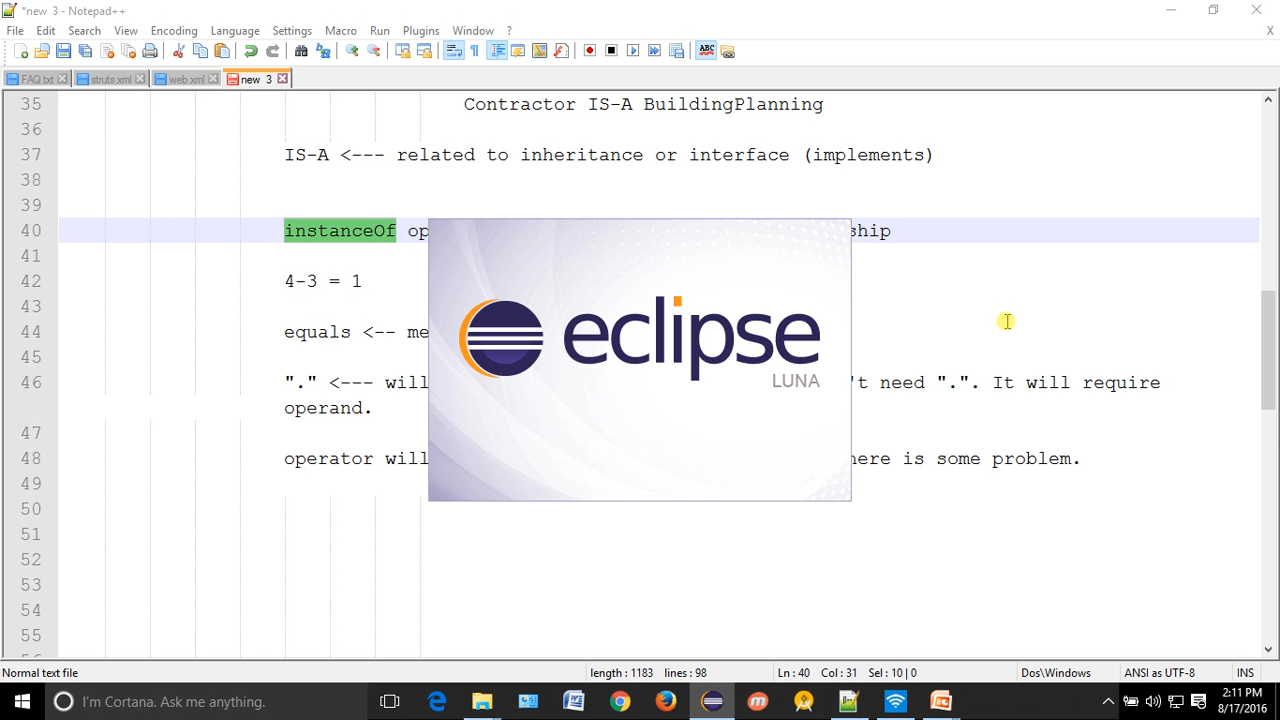 *new 3 - Notepad++
File Edit Search View Encoding Language Settings Macro Run Plugins Window ? X
FAQ.txt struts.xml web.xml new 3
35 Contractor IS-A BuildingPlanning
36
37 IS-A <--- related to inheritance or interface (implements)
38
39
40 instanceOf op ship
41
42 4-3 = 1
43
44 equals <-- me
45
46 "." <--- will 't need ".". It will require
operand.
47
48 operator will here is some problem.
49
50
51
52
53
54
55
eclipse
LUNA
Normal text file length : 1183 lines : 98 Ln : 40 Col : 31 Sel : 10 | 0 Dos\Windows ANSI as UTF-8 INS
I'm Cortana. Ask me anything. 2:11 PM
8/17/2016